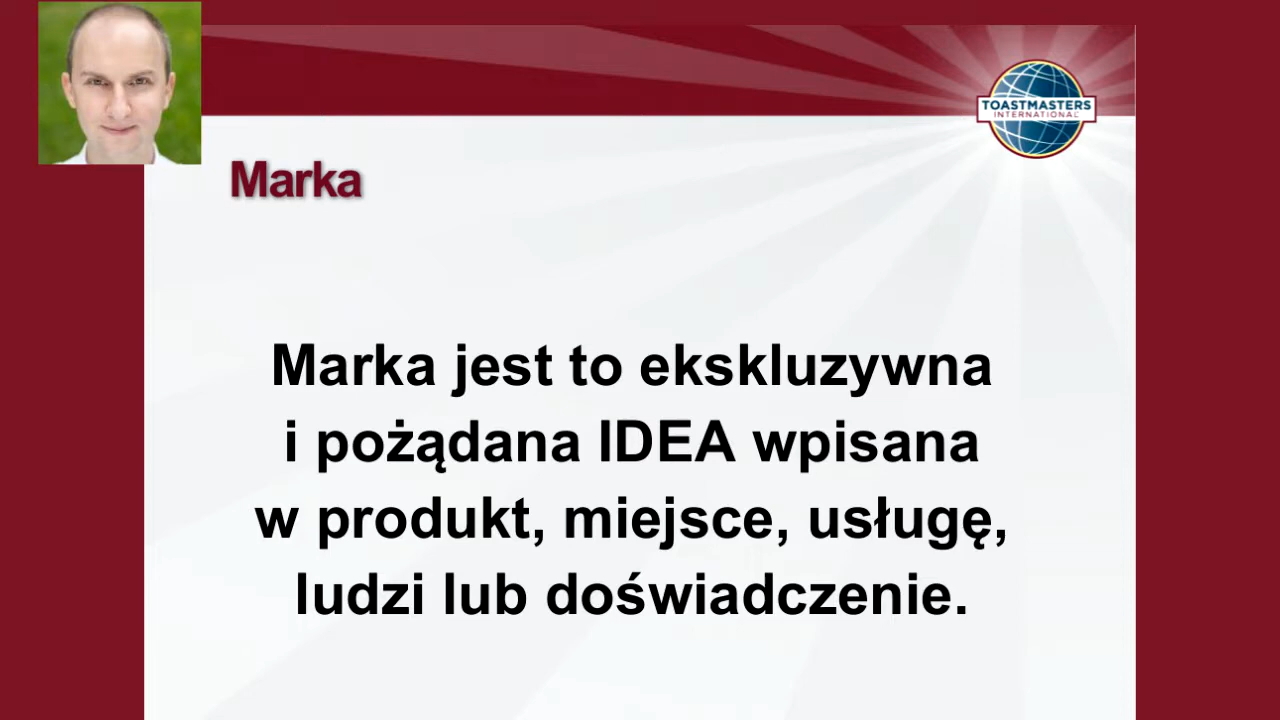 TOASTMASTERS
INTERNATIONAL
Marka
Marka jest to ekskluzywna
i pożądana IDEA wpisana
w produkt, miejsce, usługę,
ludzi lub doświadczenie.